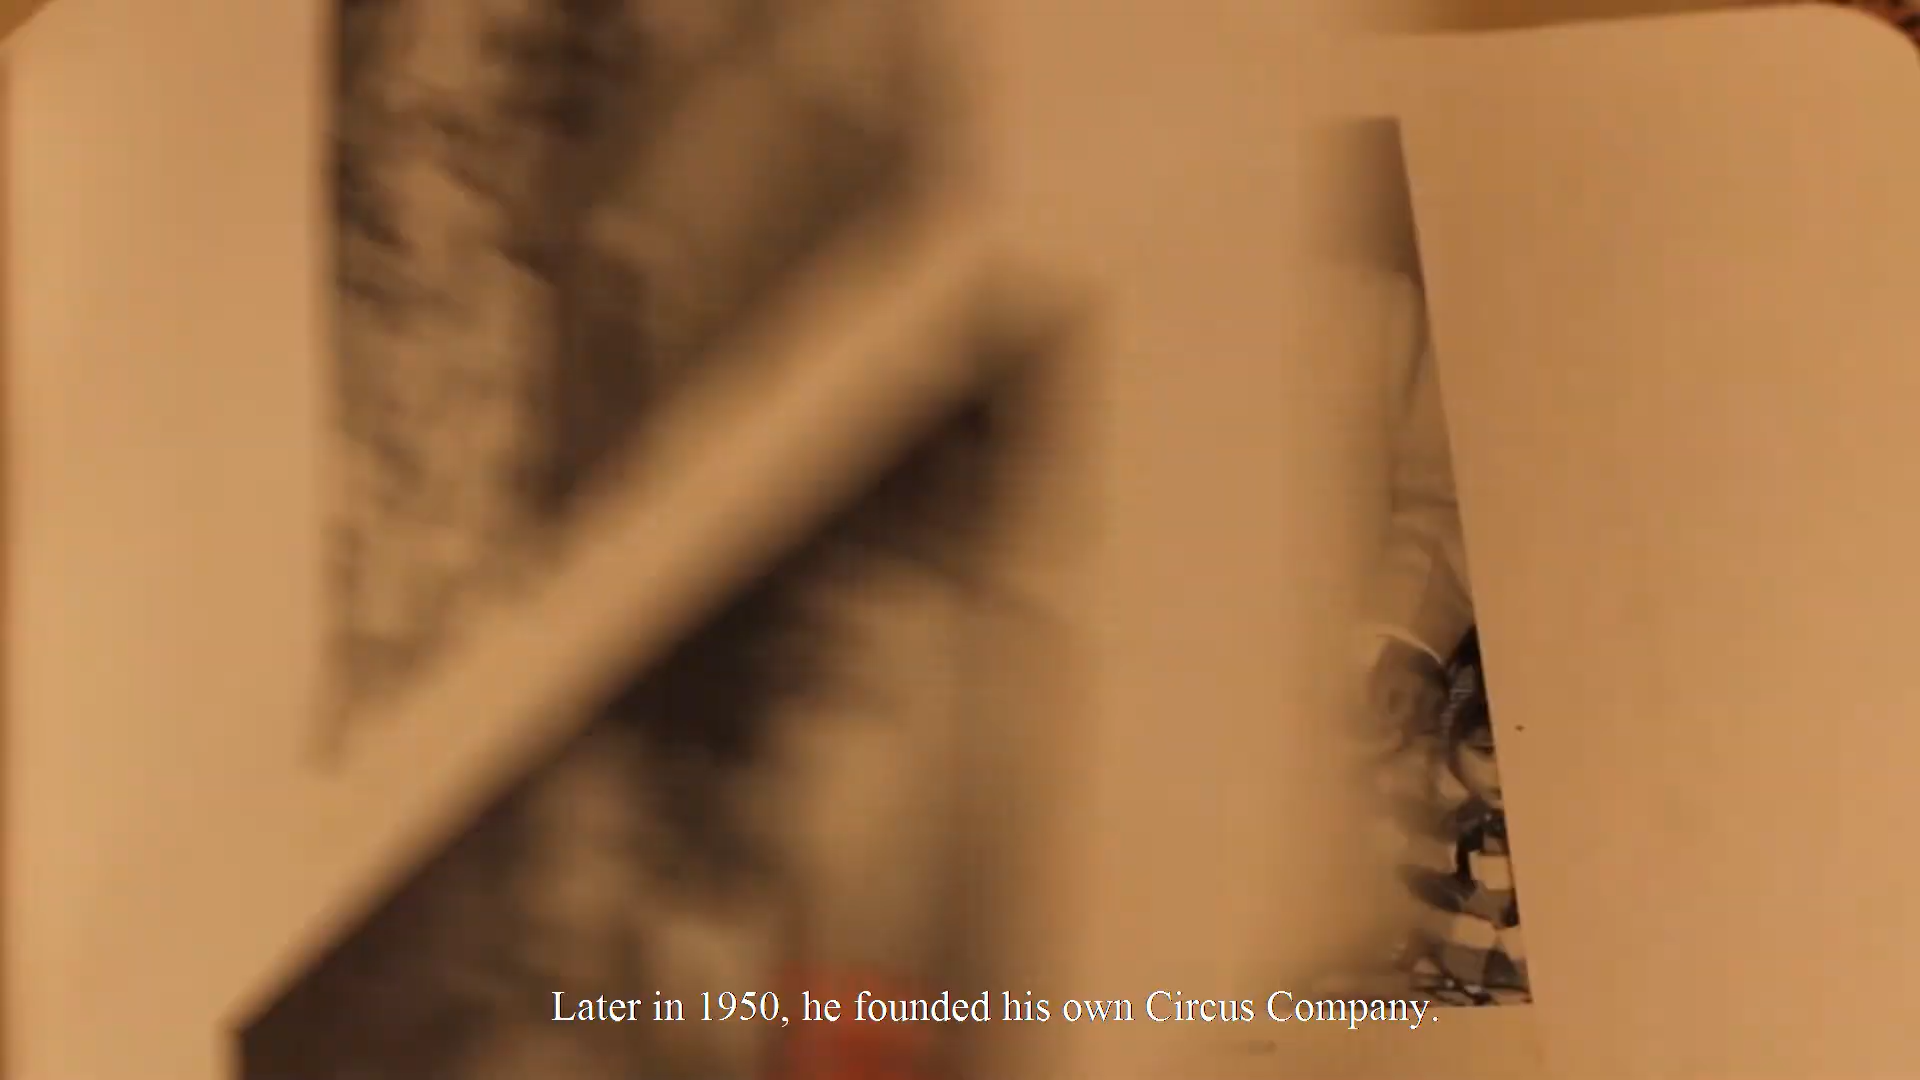 Later in 1950, he founded his own Circus Company.